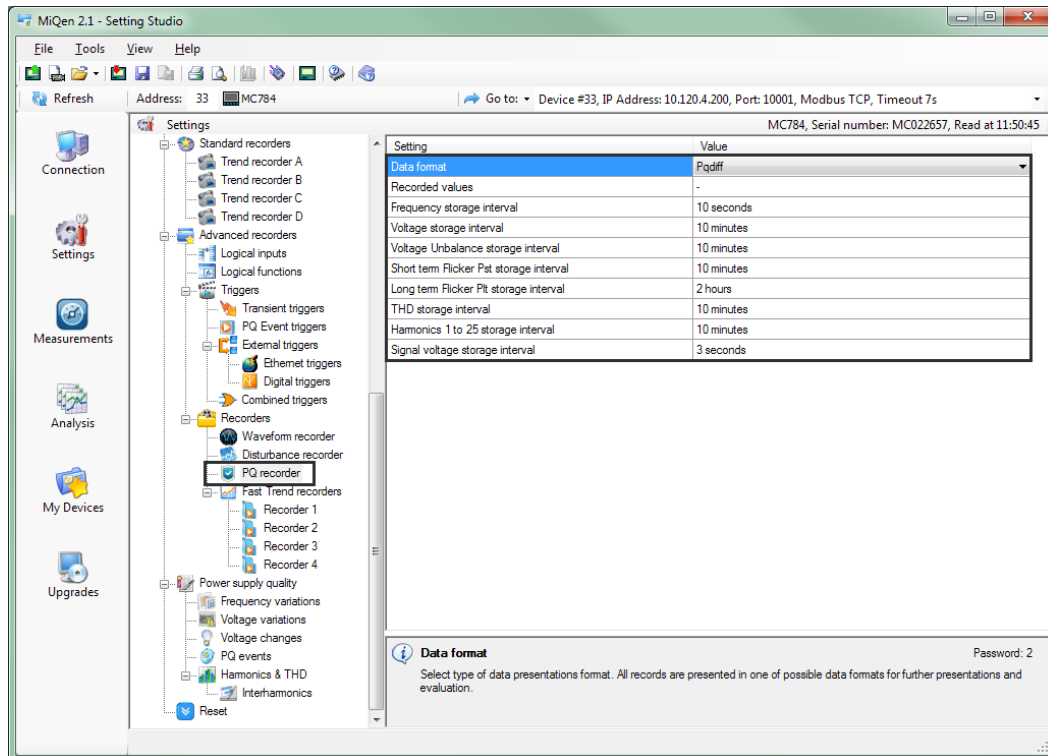 MiQen 2.1 - Setting Studio
File Tools View Help
Refresh Address: 33 MC784 Go to: Device #33, IP Address: 10.120.4.200, Port: 10001, Modbus TCP, Timeout 7s
Connection
Settings
Measurements
Analysis
My Devices
Upgrades
Settings MC784, Serial number: MC022657, Read at 11:50:45
Standard recorders
Trend recorder A
Trend recorder B
Trend recorder C
Trend recorder D
Advanced recorders
Logical inputs
Logical functions
Triggers
Transient triggers
PQ Event triggers
External triggers
Ethernet triggers
Digital triggers
Combined triggers
Recorders
Waveform recorder
Disturbance recorder
PQ recorder
Fast Trend recorders
Recorder 1
Recorder 2
Recorder 3
Recorder 4
Power supply quality
Frequency variations
Voltage variations
Voltage changes
PQ events
Harmonics & THD
Interharmonics
Reset
Setting Value
Data format Pqdiff
Recorded values -
Frequency storage interval 10 seconds
Voltage storage interval 10 minutes
Voltage Unbalance storage interval 10 minutes
Short term Flicker Pst storage interval 10 minutes
Long term Flicker Plt storage interval 2 hours
THD storage interval 10 minutes
Harmonics 1 to 25 storage interval 10 minutes
Signal voltage storage interval 3 seconds
Data format Password: 2
Select type of data presentations format. All records are presented in one of possible data formats for further presentations and
evaluation.